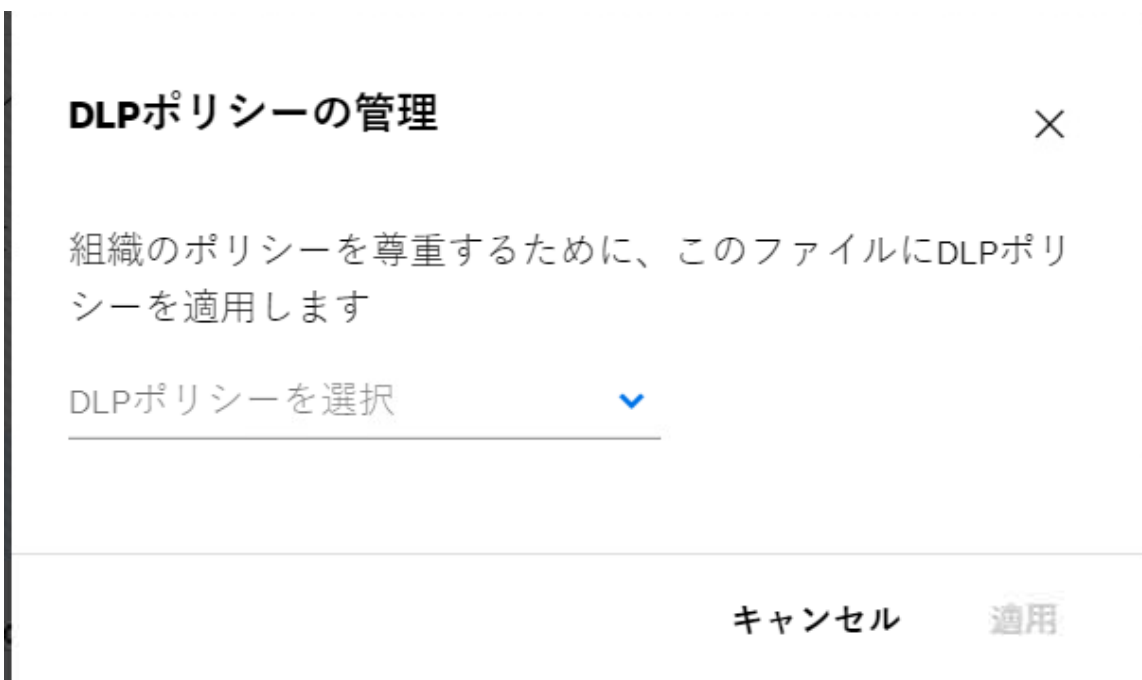 DLPポリシーの管理
組織のポリシーを尊重するために、このファイルにDLPポリ
シーを適用します
DLPポリシーを選択
キャンセル
適用